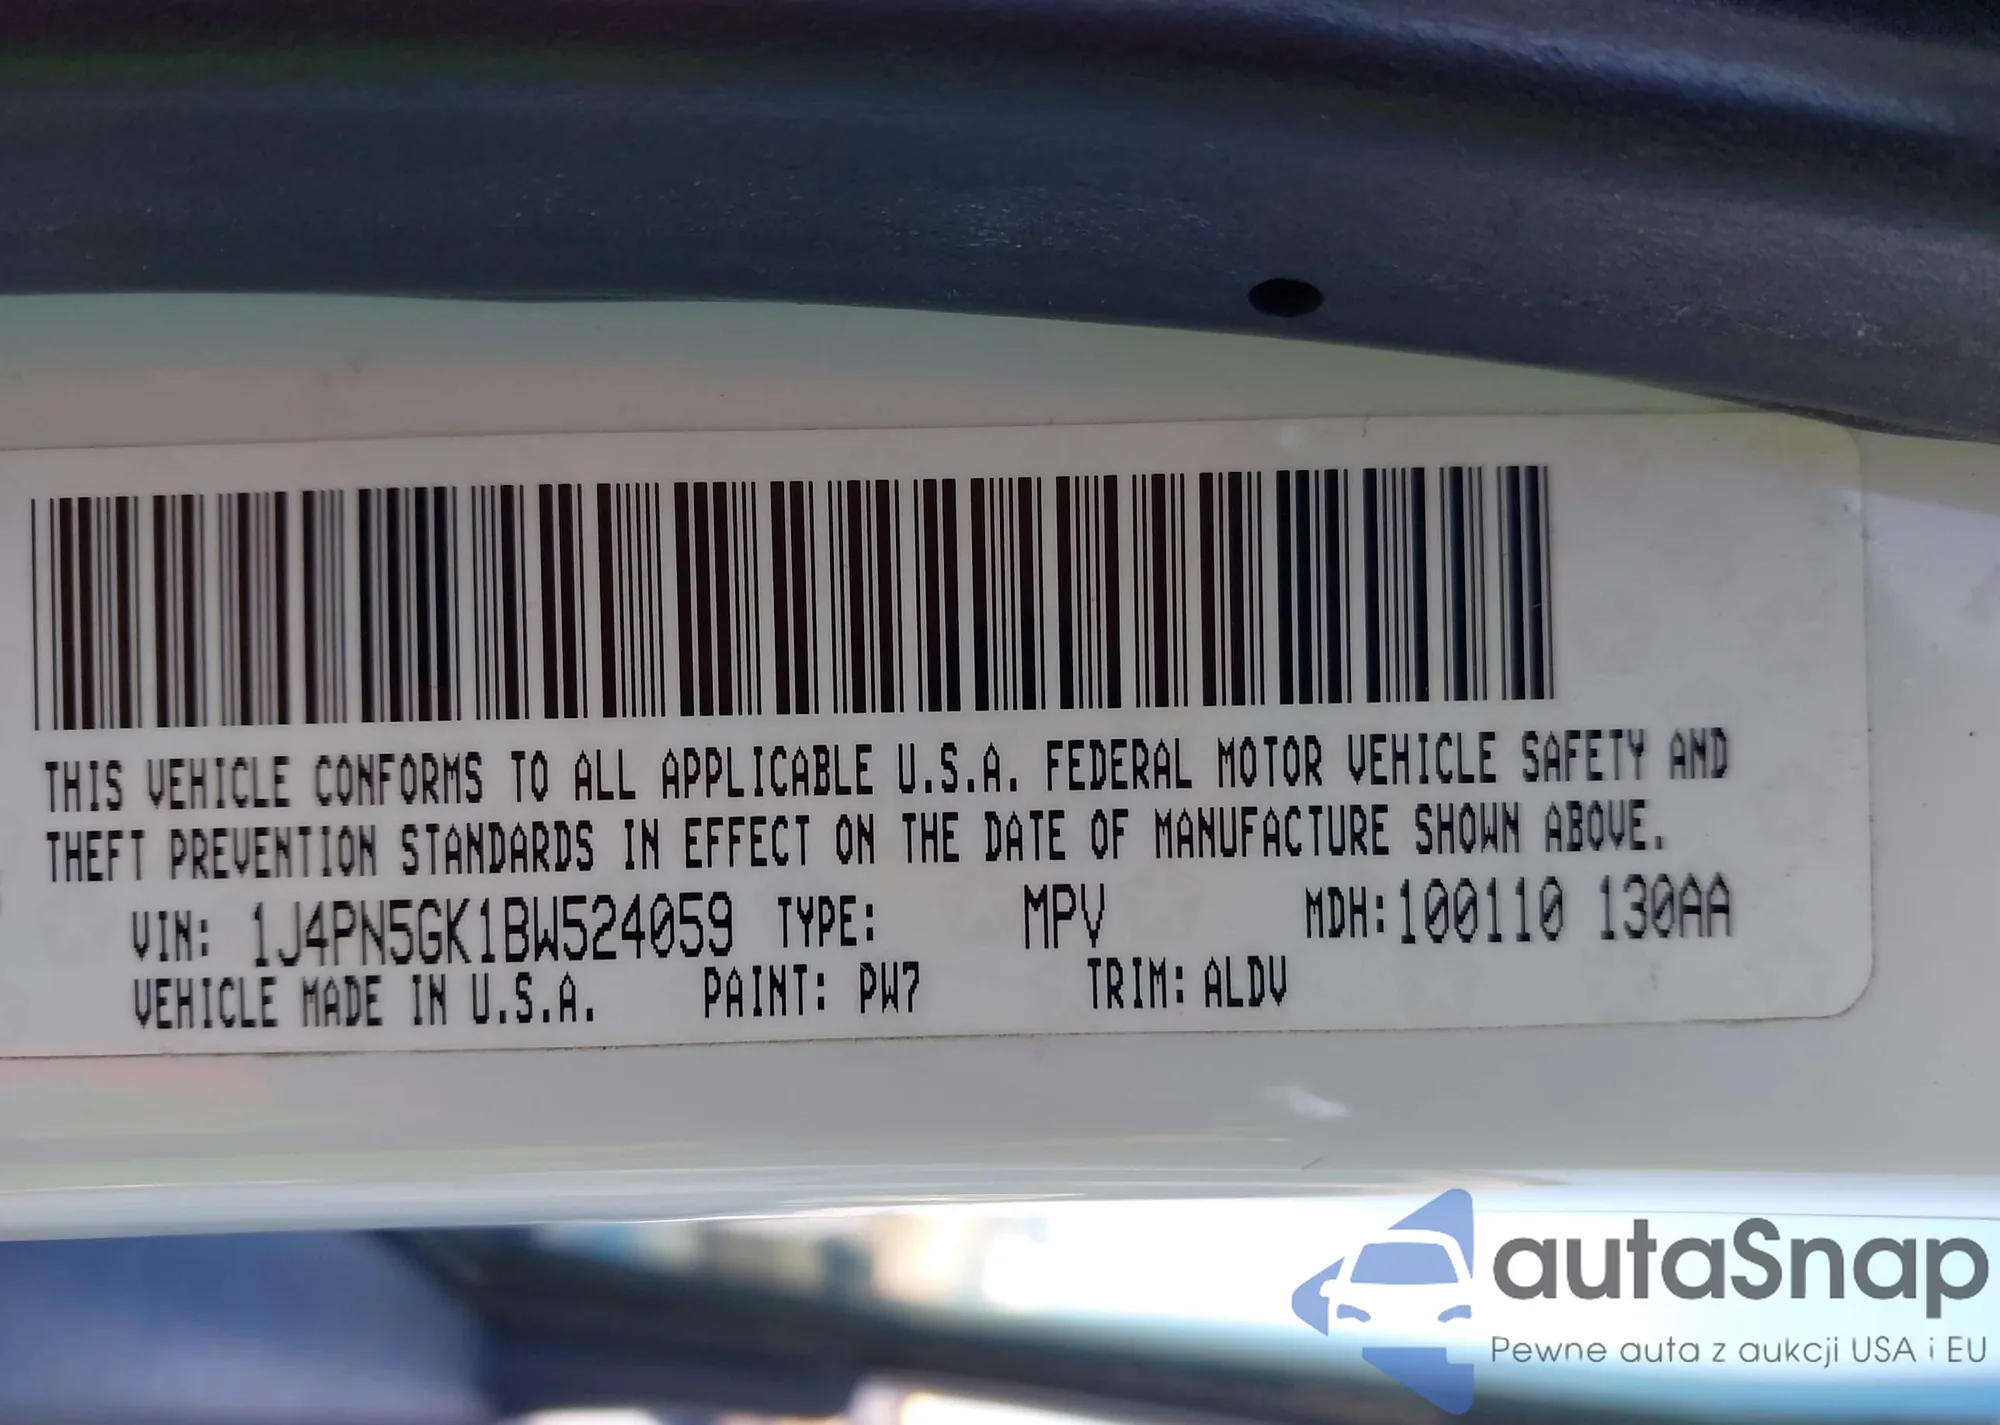 THIS VEHICLE CONFORMS TO ALL APPLICABLE U.S.A. FEDERAL MOTOR VEHICLE SAFETY AND
THEFT PREVENTION STANDARDS IN EFFECT ON THE DATE OF MANUFACTURE SHOWN ABOVE.
VIN: 1J4PN5GK1BW524059 TYPE: MPV MDH:100110 130AA
VEHICLE MADE IN U.S.A. PAINT: PW7 TRIM: ALDV
autaSnap
Pewne auta z aukcji USA i EU